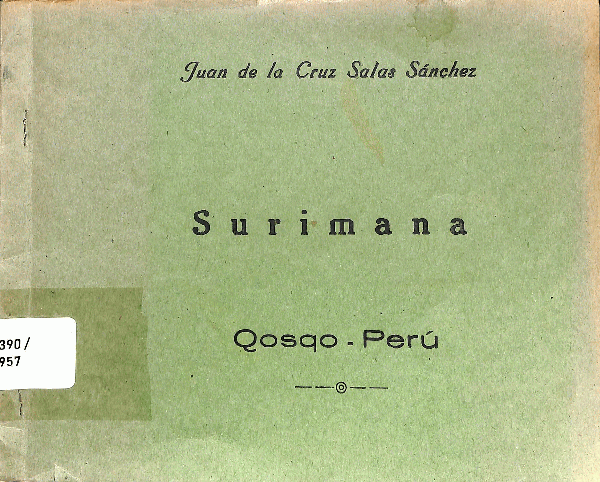 Juan de la Cruz Salas Sánchez
Surimana
Qosqo - Perú
390/
957